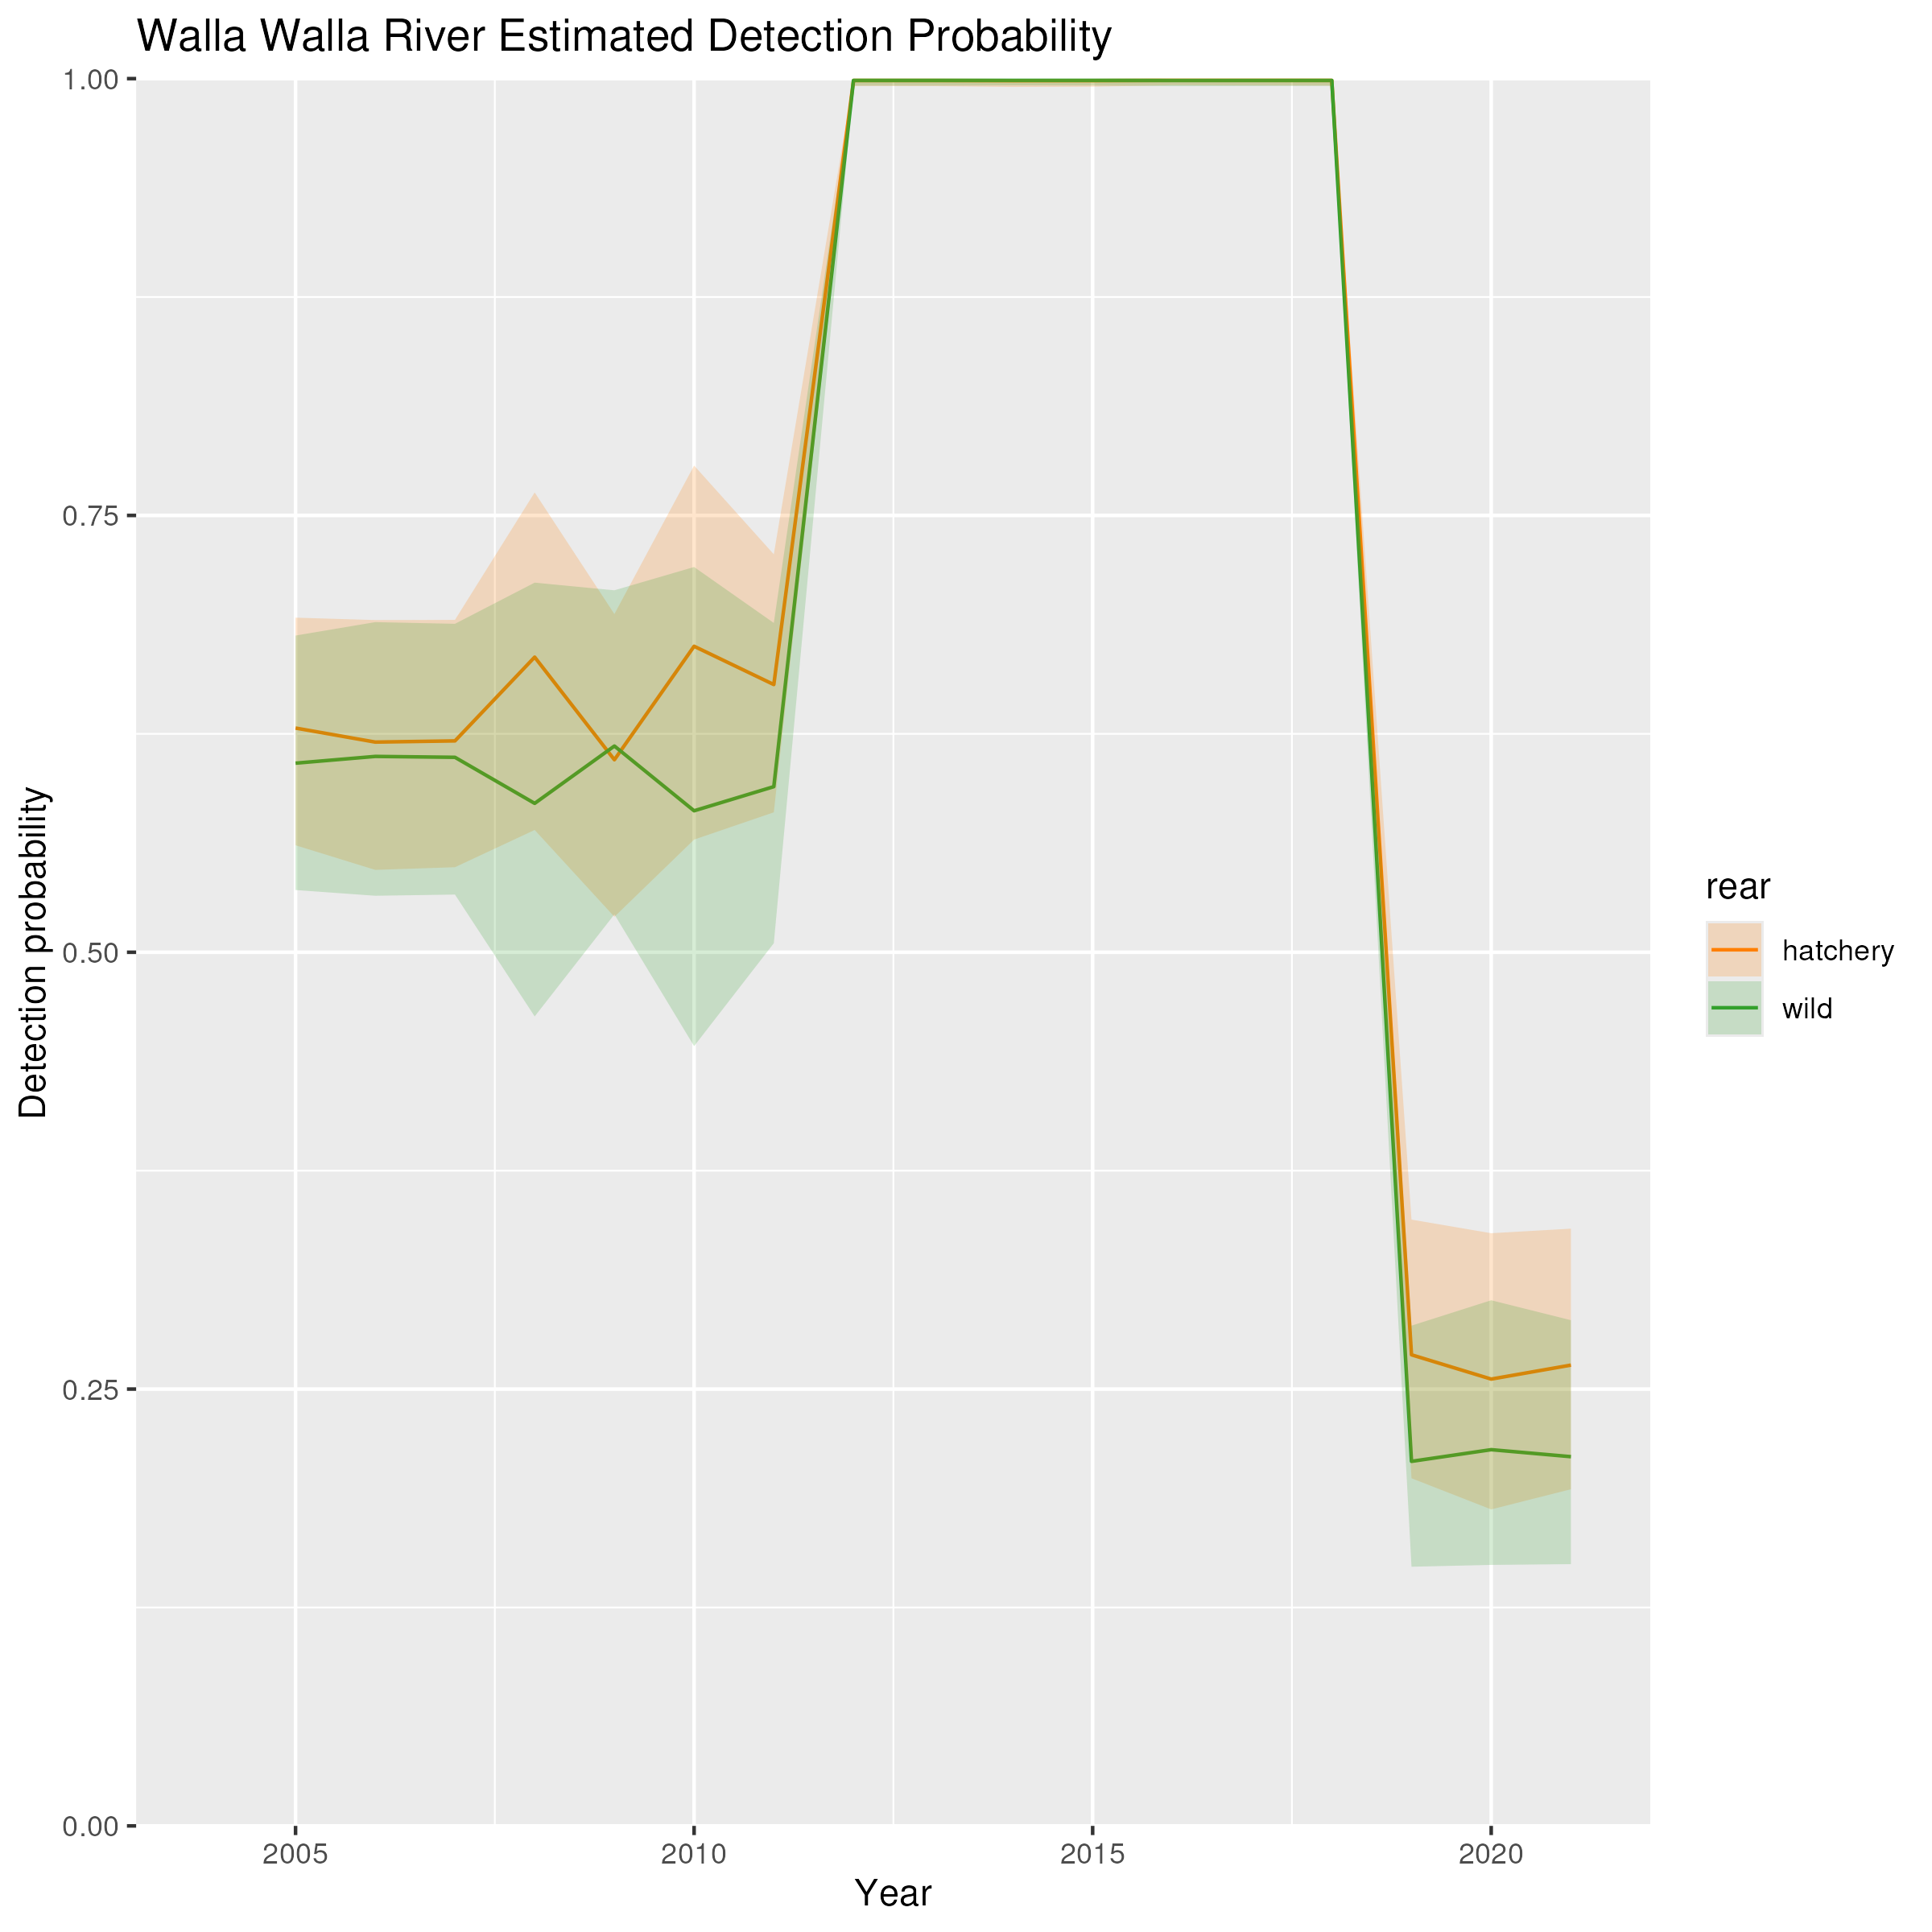 Walla Walla River Estimated Detection Probability
1.00
0.75
0.50
0.25
0.00
Detection probability
2005
2010
2015
2020
Year
rear
hatchery
wild